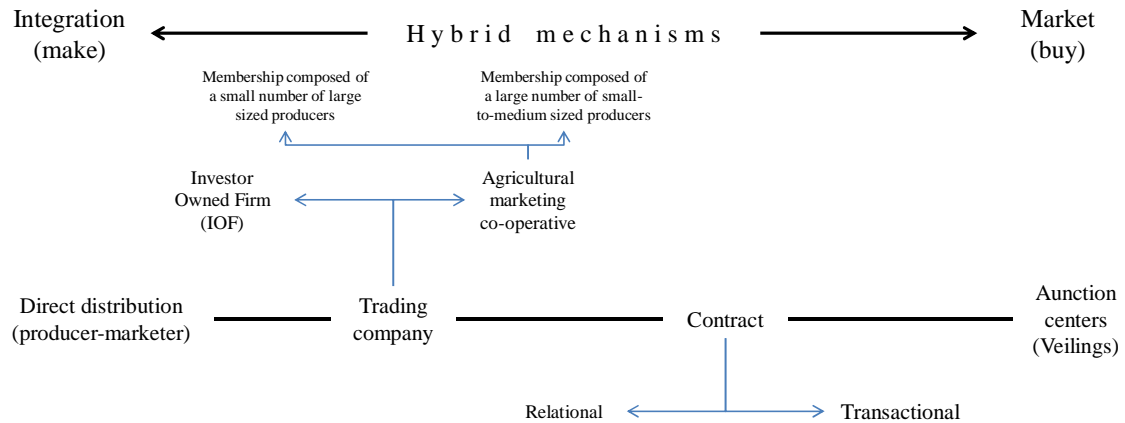 Integration
(make)
Hybrid mechanisms
Market
(buy)
Membership composed of
a small number of large
sized producers
Membership composed of
a large number of small-
to-medium sized producers
Investor
Owned Firm
(IOF)
Agricultural
marketing
co-operative
Direct distribution
(producer-marketer)
Trading
company
Contract
Aunction
centers
(Veilings)
Relational
Transactional